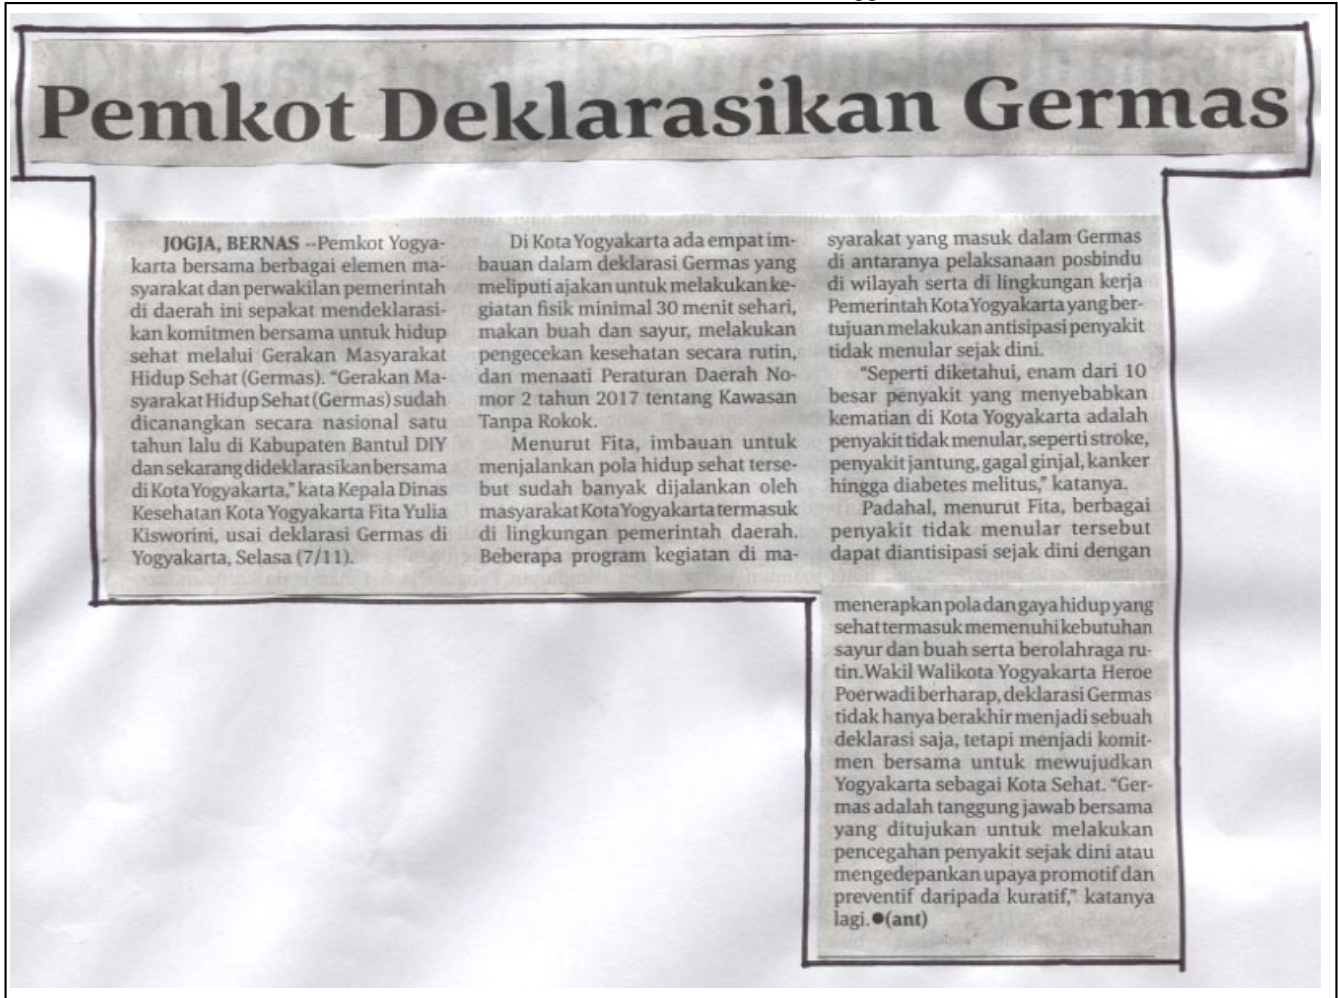 Pemkot Deklarasikan Germas
JOGJA, BERNAS --Pemkot Yogya-
karta bersama berbagai elemen ma-
syarakat dan perwakilan pemerintah
di daerah ini sepakat mendeklarasi-
kan komitmen bersama untuk hidup
sehat melalui Gerakan Masyarakat
Hidup Sehat (Germas). "Gerakan Ma-
syarakat Hidup Sehat (Germas) sudah
dicanangkan secara nasional satu
tahun lalu di Kabupaten Bantul DIY
dan sekarang dideklarasikan bersama
di Kota Yogyakarta," kata Kepala Dinas
Kesehatan Kota Yogyakarta Fita Yulia
Kisworini, usai deklarasi Germas di
Yogyakarta, Selasa (7/11).
Di Kota Yogyakarta ada empat im-
bauan dalam deklarasi Germas yang
meliputi ajakan untuk melakukan ke-
giatan fisik minimal 30 menit sehari,
makan buah dan sayur, melakukan
pengecekan kesehatan secara rutin,
dan menaati Peraturan Daerah No-
mor 2 tahun 2017 tentang Kawasan
Tanpa Rokok.
Menurut Fita, imbauan untuk
menjalankan pola hidup sehat terse-
but sudah banyak dijalankan oleh
masyarakat Kota Yogyakarta termasuk
di lingkungan pemerintah daerah.
Beberapa program kegiatan di ma-
syarakat yang masuk dalam Germas
di antaranya pelaksanaan posbindu
di wilayah serta di lingkungan kerja
Pemerintah Kota Yogyakarta yang ber-
tujuan melakukan antisipasi penyakit
tidak menular sejak dini.
"Seperti diketahui, enam dari 10
besar penyakit yang menyebabkan
kematian di Kota Yogyakarta adalah
penyakit tidak menular, seperti stroke,
penyakit jantung, gagal ginjal, kanker
hingga diabetes melitus," katanya.
Padahal, menurut Fita, berbagai
penyakit tidak menular tersebut
dapat diantisipasi sejak dini dengan
menerapkan pola dan gaya hidup yang
sehat termasuk memenuhi kebutuhan
sayur dan buah serta berolahraga ru-
tin. Wakil Walikota Yogyakarta Heroe
Poerwadi berharap, deklarasi Germas
tidak hanya berakhir menjadi sebuah
deklarasi saja, tetapi menjadi komit-
men bersama untuk mewujudkan
Yogyakarta sebagai Kota Sehat. "Ger-
mas adalah tanggung jawab bersama
yang ditujukan untuk melakukan
pencegahan penyakit sejak dini atau
mengedepankan upaya promotif dan
preventif daripada kuratif," katanya
lagi.●(ant)